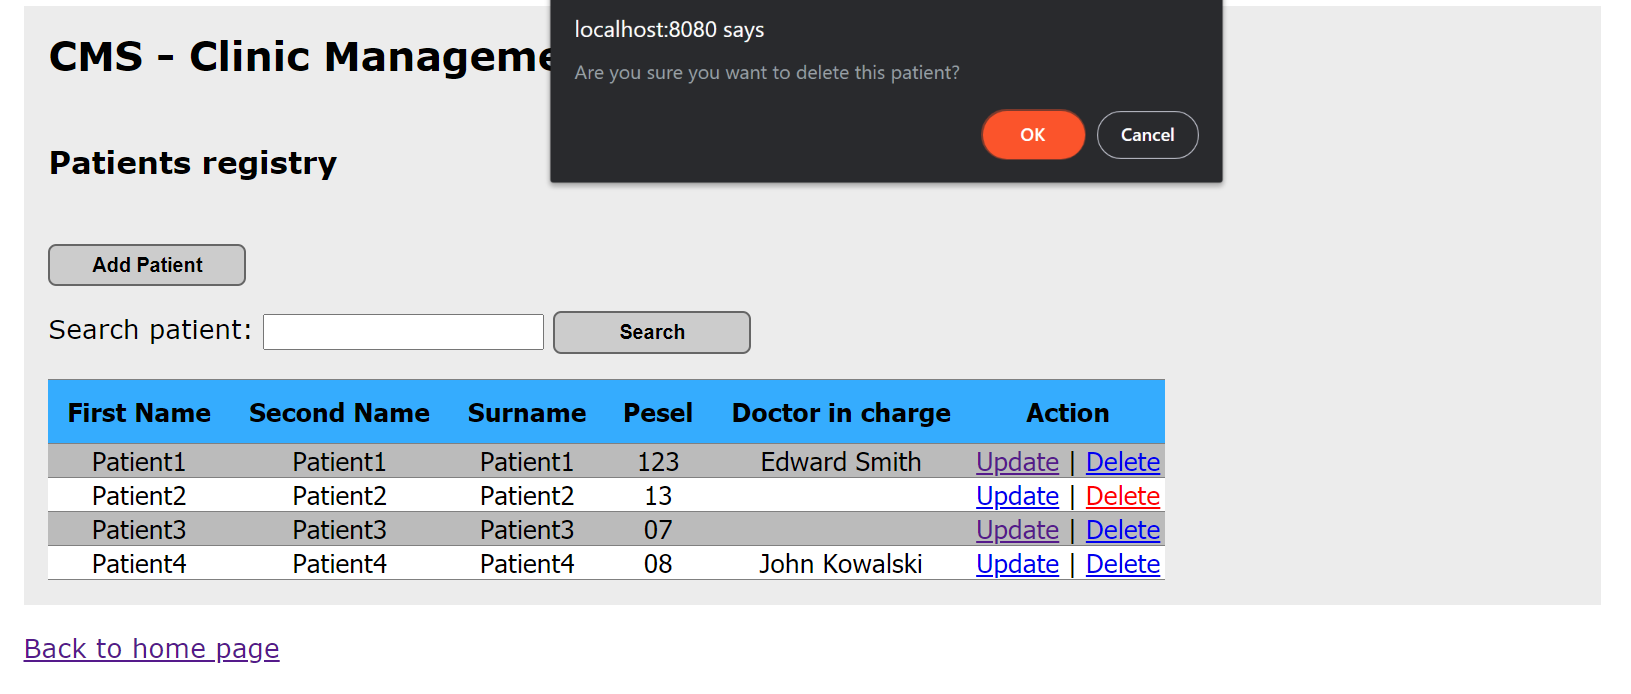 localhost:8080 says
Are you sure you want to delete this patient?
OK Cancel
CMS - Clinic Manageme
Patients registry
Add Patient
Search patient: Search
First Name Second Name Surname Pesel Doctor in charge Action
Patient1 Patient1 Patient1 123 Edward Smith Update | Delete
Patient2 Patient2 Patient2 13 Update | Delete
Patient3 Patient3 Patient3 07 Update | Delete
Patient4 Patient4 Patient4 08 John Kowalski Update | Delete
Back to home page